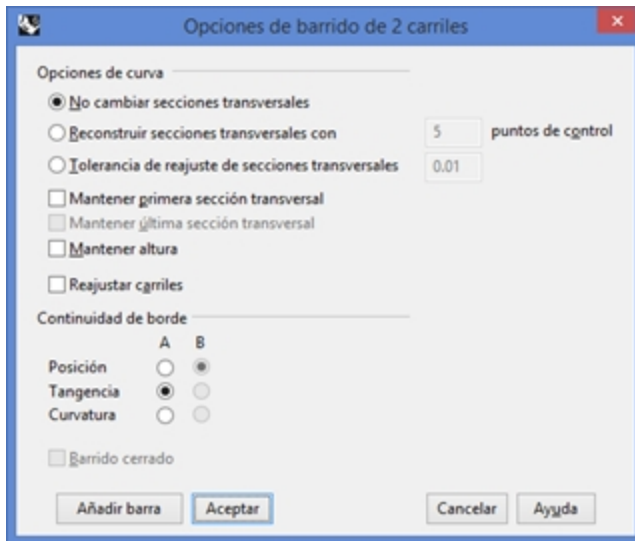 Opciones de barrido de 2 carriles
Opciones de curva
No cambiar secciones transversales
Reconstruir secciones transversales con 5 puntos de control
Tolerancia de reajuste de secciones transversales 0.01
Mantener primera sección transversal
Mantener última sección transversal
Mantener altura
Reajustar carriles
Continuidad de borde
A B
Posición
Tangencia
Curvatura
Barrido cerrado
Añadir barra Aceptar Cancelar Ayuda